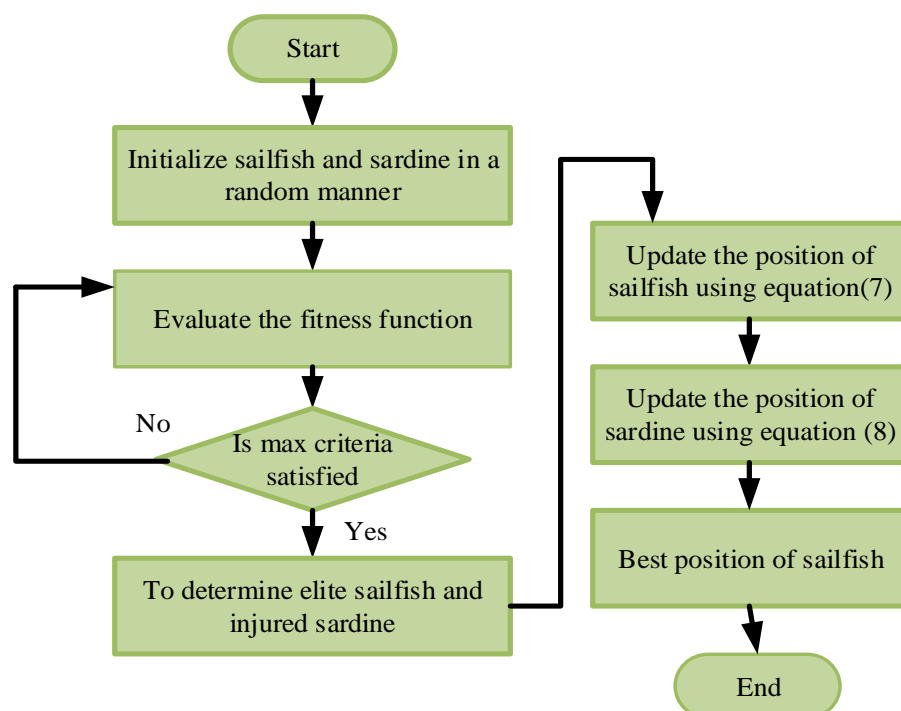 Start
Initialize sailfish and sardine in a
random manner
Evaluate the fitness function
No
Is max criteria
satisfied
Yes
To determine elite sailfish and
injured sardine
Update the position of
sailfish using equation(7)
Update the position of
sardine using equation (8)
Best position of sailfish
End